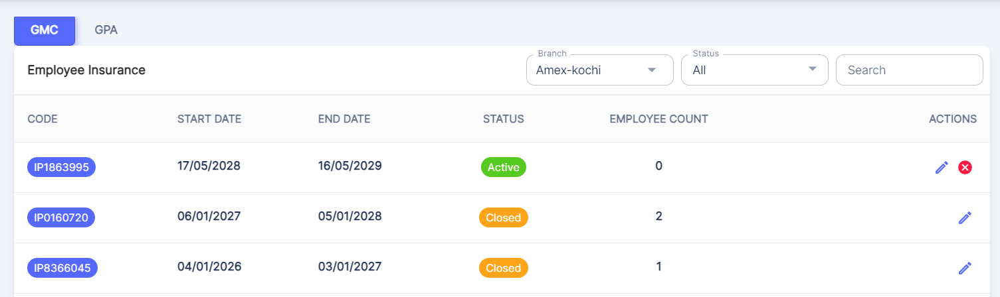 GMC GPA
Employee Insurance
Branch
Amex-kochi
Status
All
Search
CODE START DATE END DATE STATUS EMPLOYEE COUNT ACTIONS
IP1863995 17/05/2028 16/05/2029 Active 0
IP0160720 06/01/2027 05/01/2028 Closed 2
IP8366045 04/01/2026 03/01/2027 Closed 1